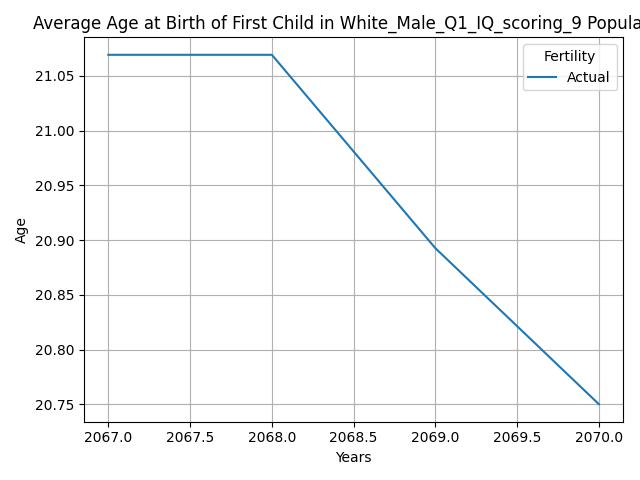 Average Age at Birth of First Child in White_Male_Q1_IQ_scoring_9 Popula
Fertility
Actual
21.05
21.00
20.95
20.90
20.85
20.80
20.75
Age
2067.0 2067.5 2068.0 2068.5 2069.0 2069.5 2070.0
Years